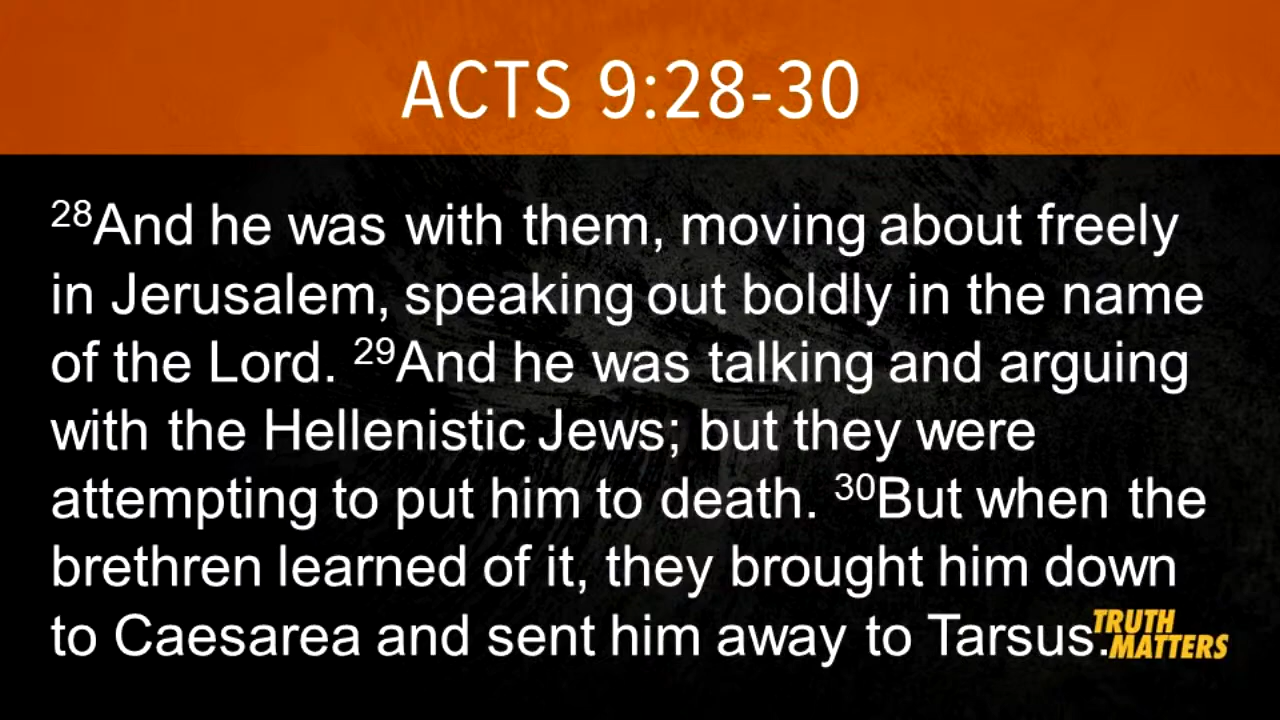 ACTS 9:28-30
28And he was with them, moving about freely
in Jerusalem, speaking out boldly in the name
of the Lord. 29And he was talking and arguing
with the Hellenistic Jews; but they were
attempting to put him to death. 30But when the
brethren learned of it, they brought him down
to Caesarea and sent him away to Tarsus.
TRUTH
MATTERS